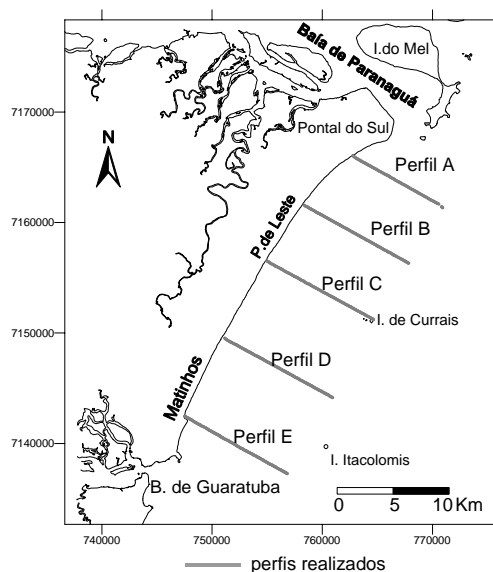 I.do Mel
Baía de Paranaguá
7170000
Pontal do Sul
N
Perfil A
7160000
Perfil B
P.de Leste
Perfil C
I. de Currais
7150000
Perfil D
Matinhos
7140000
Perfil E
I. Itacolomis
B. de Guaratuba
0 5 10 Km
740000 750000 760000 770000
perfis realizados